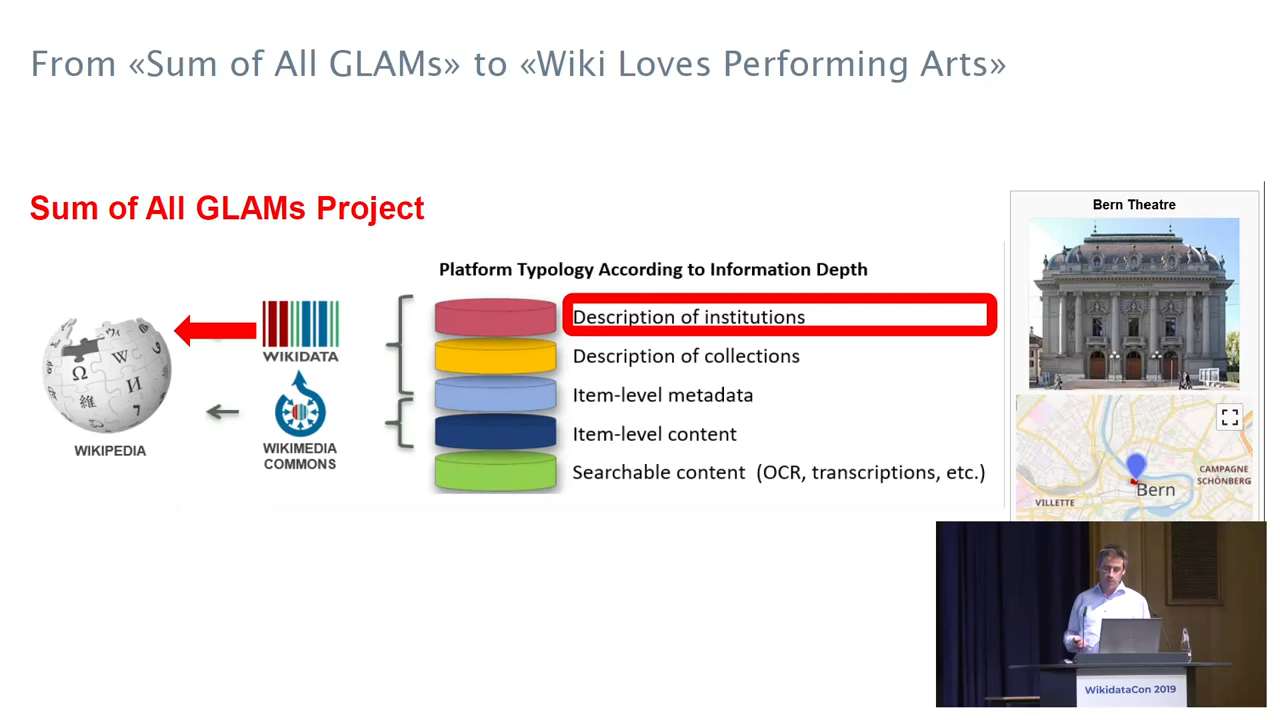 From «Sum of All GLAMs» to «Wiki Loves Performing Arts»
Sum of All GLAMs Project
Platform Typology According to Information Depth
Description of institutions
Description of collections
Item-level metadata
Item-level content
Searchable content (OCR, transcriptions, etc.)
WIKIPEDIA
WIKIDATA
WIKIMEDIA
COMMONS
Bern Theatre
CAMPAGNE
SCHÖNBERG
Bern
VILLETTE
WikidataCon 2019
W
Ω
И
維
7